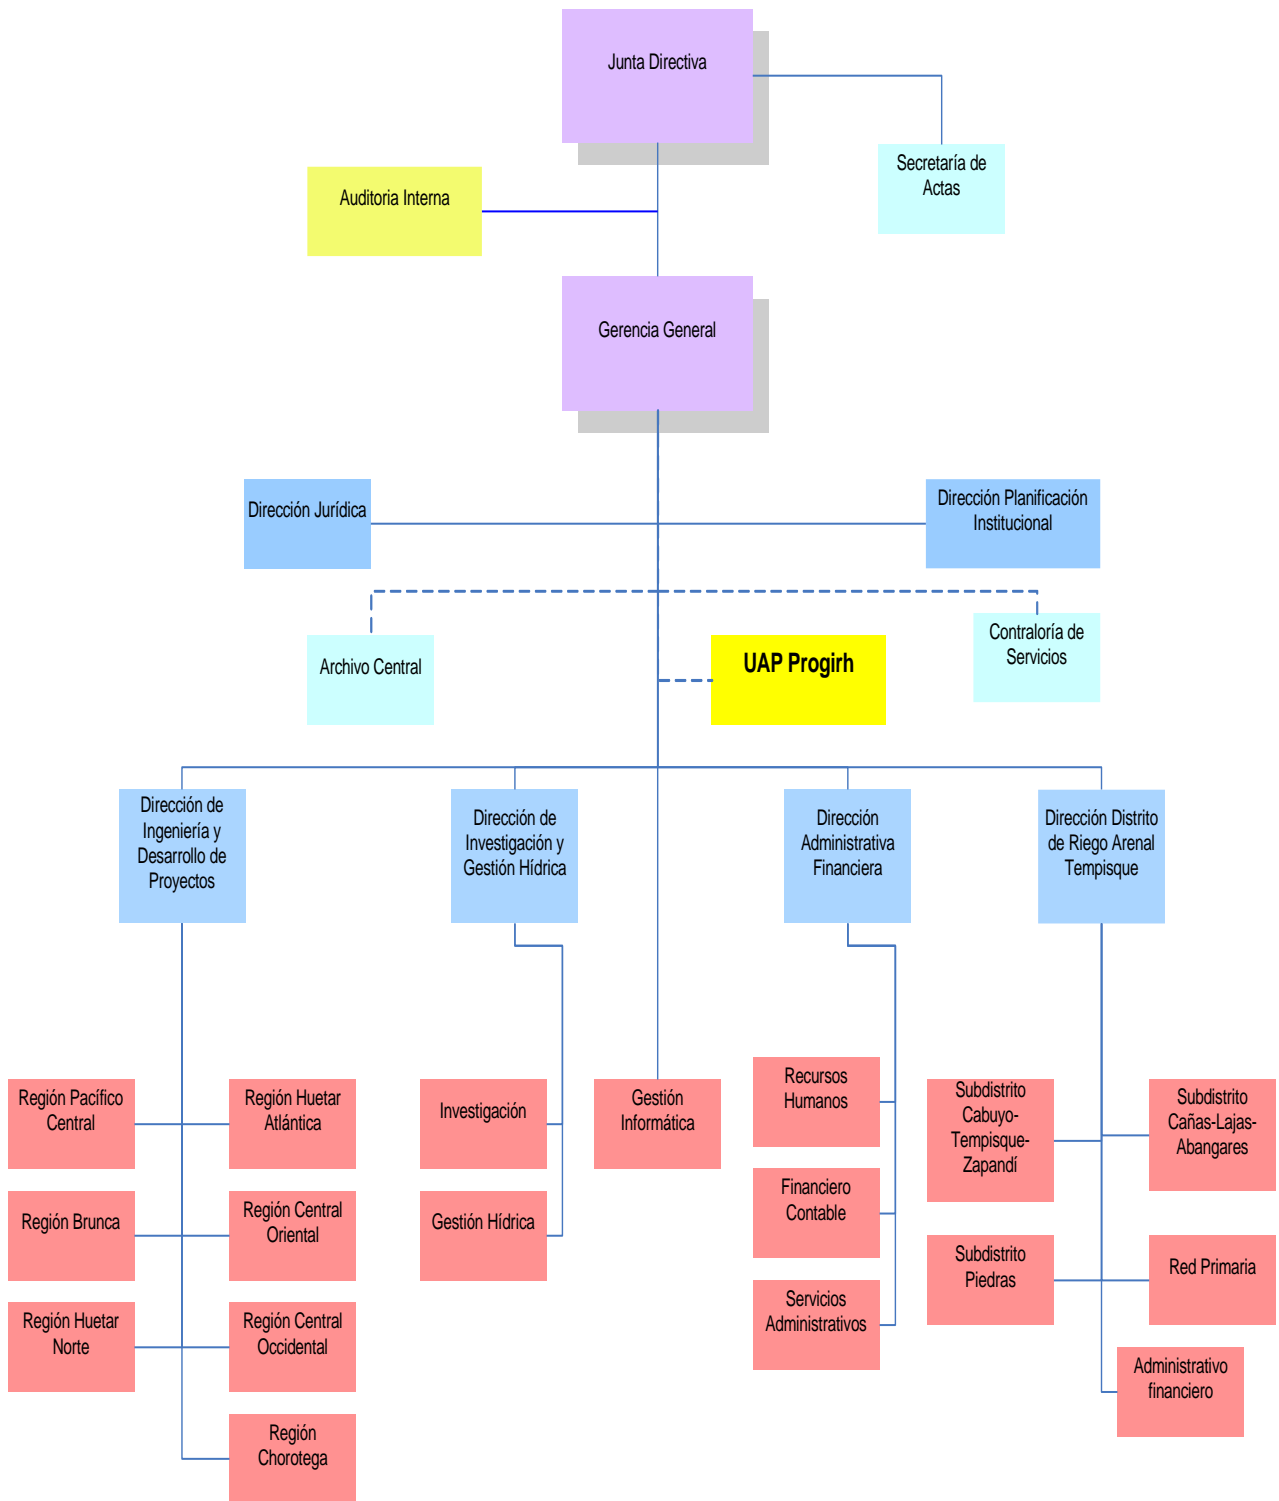 Junta Directiva
Secretaría de
Actas
Auditoria Interna
Gerencia General
Dirección Jurídica
Dirección Planificación
Institucional
Archivo Central
UAP Progirh
Contraloría de
Servicios
Dirección de
Ingeniería y
Desarrollo de
Proyectos
Dirección de
Investigación y
Gestión Hídrica
Dirección
Administrativa
Financiera
Dirección Distrito
de Riego Arenal
Tempisque
Región Pacífico
Central
Región Huetar
Atlántica
Región Brunca
Región Central
Oriental
Región Huetar
Norte
Región Central
Occidental
Región
Chorotega
Investigación
Gestión Hídrica
Gestión
Informática
Recursos
Humanos
Financiero
Contable
Servicios
Administrativos
Subdistrito
Cabuyo-
Tempisque-
Zapandí
Subdistrito
Cañas-Lajas-
Abangares
Subdistrito
Piedras
Red Primaria
Administrativo
financiero